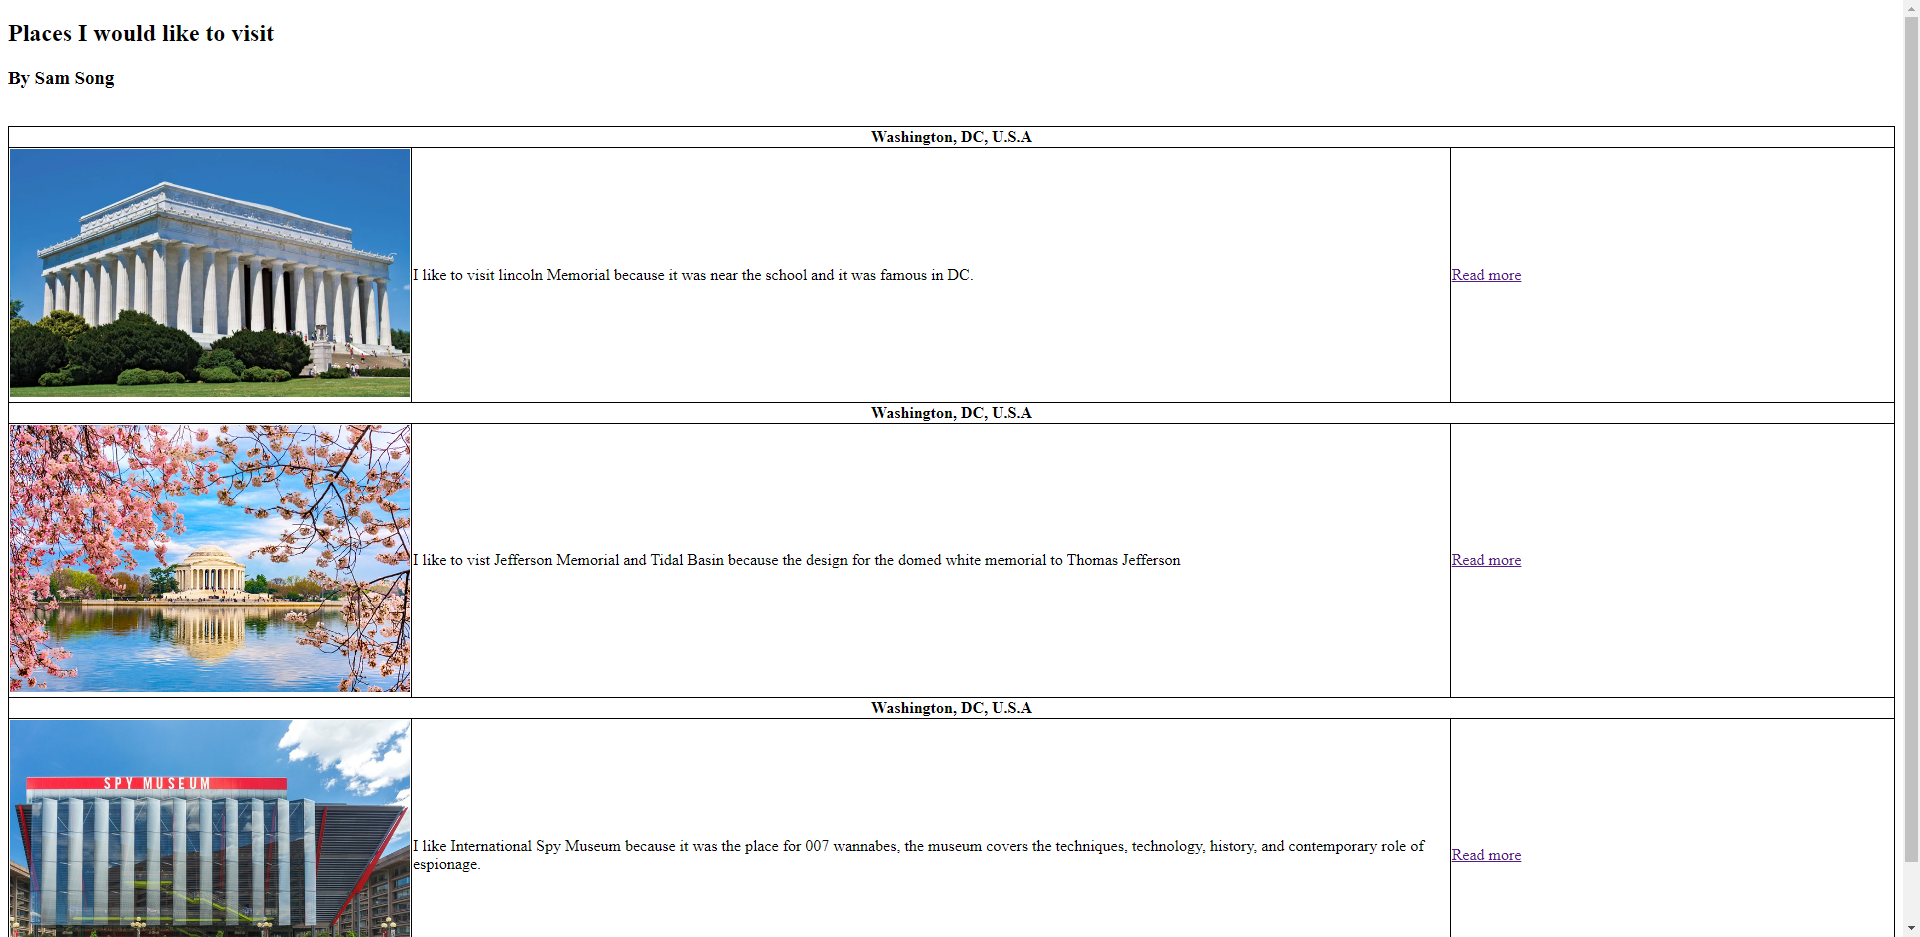 Places I would like to visit
By Sam Song
Washington, DC, U.S.A
I like to visit lincoln Memorial because it was near the school and it was famous in DC.
Read more
Washington, DC, U.S.A
I like to vist Jefferson Memorial and Tidal Basin because the design for the domed white memorial to Thomas Jefferson
Read more
Washington, DC, U.S.A
SPY MUSEUM
I like International Spy Museum because it was the place for 007 wannabes, the museum covers the techniques, technology, history, and contemporary role of
espionage.
Read more